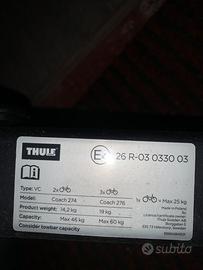 THULE
26 R-03 0330 03
Type: VC 2x 3x
1x = Max 25 kg
Model: Coach 274 Coach 276
Made in Poland
Product weight: 14,2 kg 19 kg
Capacity: Max 46 kg Max 60 kg
Consider towbar capacity
subito